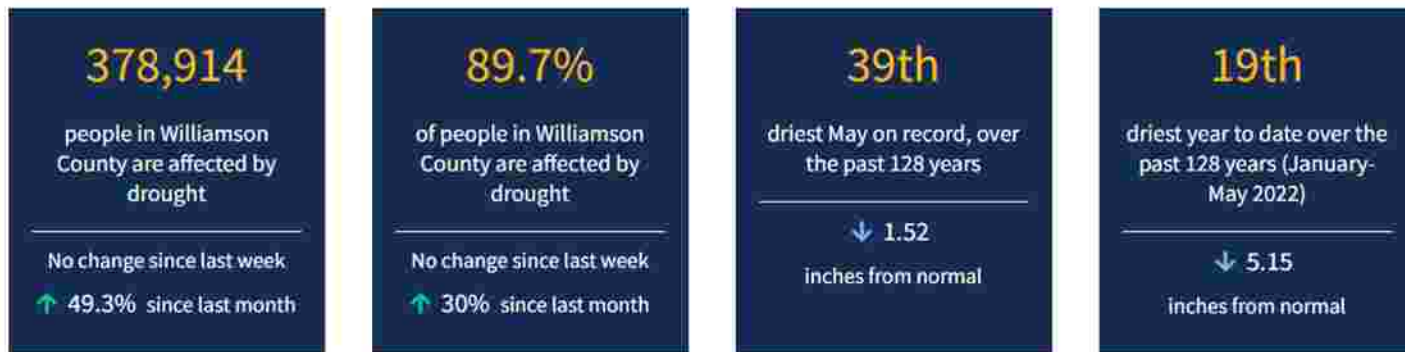 378,914
people in Williamson
County are affected by
drought
No change since last week
↑ 49.3% since last month
89.7%
of people in Williamson
County are affected by
drought
No change since last week
↑ 30% since last month
39th
driest May on record, over
the past 128 years
↓ 1.52
inches from normal
19th
driest year to date over the
past 128 years (January-
May 2022)
↓ 5.15
inches from normal